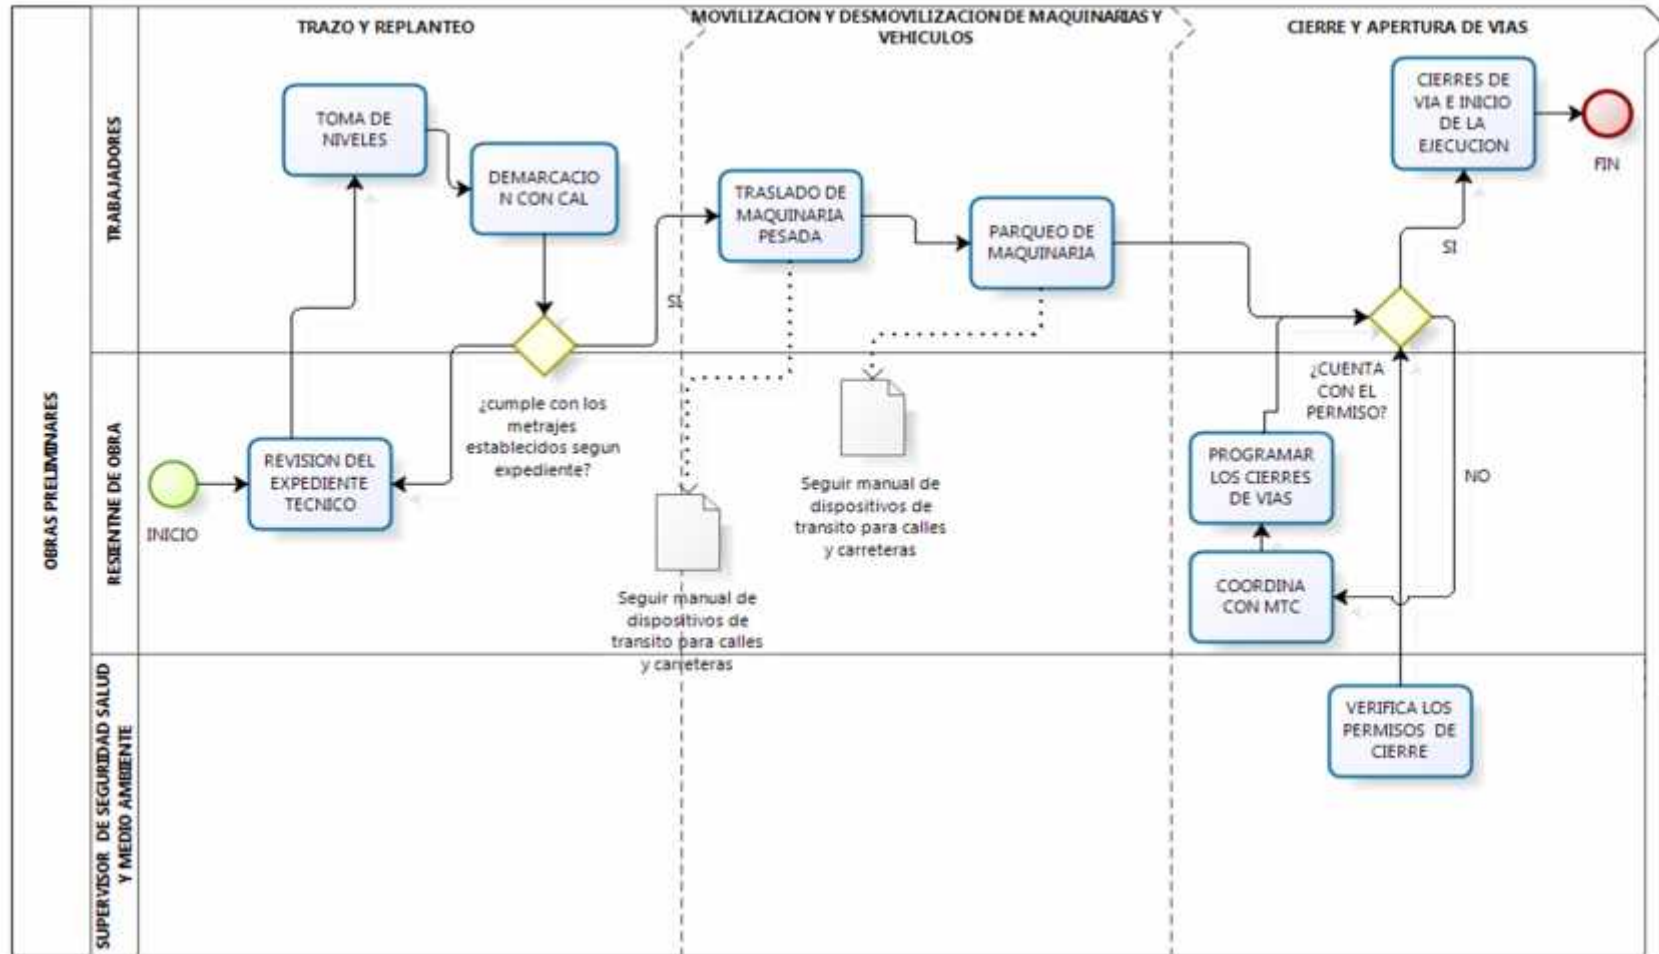 TRAZO Y REPLANTEO
MOVILIZACION Y DESMOVILIZACION DE MAQUINARIAS Y
VEHICULOS
CIERRE Y APERTURA DE VIAS
OBRAS PRELIMINARES
TRABAJADORES
TOMA DE
NIVELES
DEMARCACIO
N CON CAL
SI
TRASLADO DE
MAQUINARIA
PESADA
PARQUEO DE
MAQUINARIA
CIERRES DE
VIA E INICIO
DE LA
EJECUCION
FIN
SI
RESIENTNE DE OBRA
INICIO
REVISION DEL
EXPEDIENTE
TECNICO
¿cumple con los
metrajes
establecidos segun
expediente?
Seguir manual de
dispositivos de
transito para calles
y carreteras
Seguir manual de
dispositivos de
transito para calles
y carreteras
¿CUENTA
CON EL
PERMISO?
NO
PROGRAMAR
LOS CIERRES
DE VIAS
COORDINA
CON MTC
SUPERVISOR DE SEGURIDAD SALUD
Y MEDIO AMBIENTE
VERIFICA LOS
PERMISOS DE
CIERRE